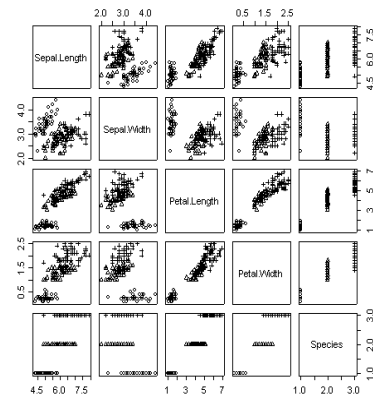 2.0 3.0 4.0 0.5 1.5 2.5
Sepal.Length
4.5 6.0 7.5
2.0 3.0 4.0
Sepal.Width
Petal.Length
1 3 5 7
0.5 1.5 2.5
Petal.Width
Species
1.0 2.0 3.0
4.5 6.0 7.5 1 3 5 7 1.0 2.0 3.0